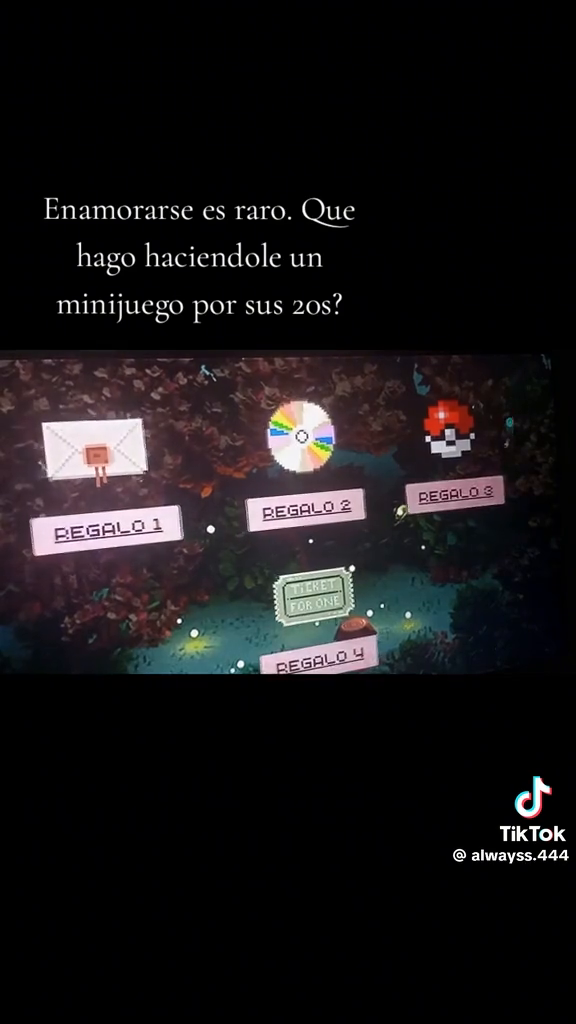 Enamorarse es raro. Que
hago haciendole un
minijuego por sus 20s?
REGALO 1
REGALO 2
REGALO 3
TICKET
FOR ONE
REGALO 4
TikTok
@ alwayss.444